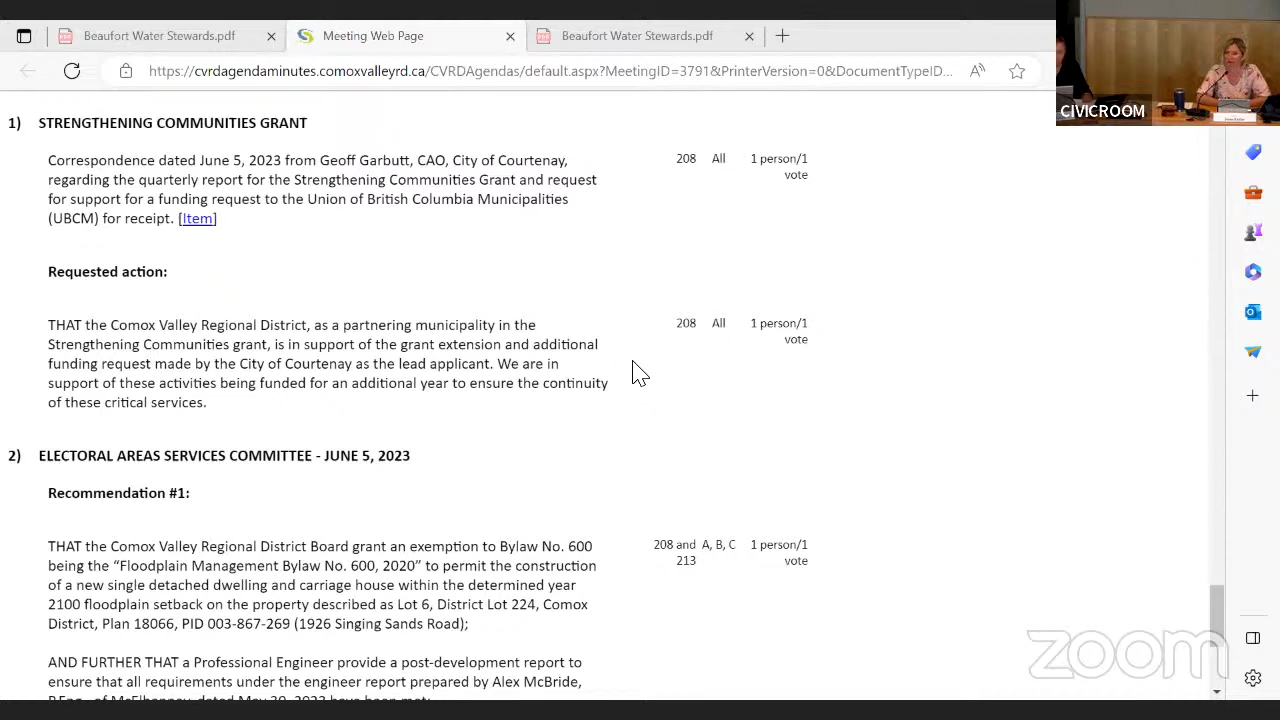 Beaufort Water Stewards.pdf
Meeting Web Page
Beaufort Water Stewards.pdf
https://cvrdagendaminutes.comoxvalleyrd.ca/CVRDAgendas/default.aspx?MeetingID=3791&PrinterVersion=0&DocumentTypeID...
CIVICROOM
1) STRENGTHENING COMMUNITIES GRANT
Correspondence dated June 5, 2023 from Geoff Garbutt, CAO, City of Courtenay,
208 All 1 person/1
regarding the quarterly report for the Strengthening Communities Grant and request
vote
for support for a funding request to the Union of British Columbia Municipalities
(UBCM) for receipt. [Item]
Requested action:
THAT the Comox Valley Regional District, as a partnering municipality in the
208 All 1 person/1
Strengthening Communities grant, is in support of the grant extension and additional
vote
funding request made by the City of Courtenay as the lead applicant. We are in
support of these activities being funded for an additional year to ensure the continuity
of these critical services.
2) ELECTORAL AREAS SERVICES COMMITTEE - JUNE 5, 2023
Recommendation #1:
THAT the Comox Valley Regional District Board grant an exemption to Bylaw No. 600
208 and A, B, C 1 person/1
being the “Floodplain Management Bylaw No. 600, 2020” to permit the construction
213 vote
of a new single detached dwelling and carriage house within the determined year
2100 floodplain setback on the property described as Lot 6, District Lot 224, Comox
District, Plan 18066, PID 003-867-269 (1926 Singing Sands Road);
AND FURTHER THAT a Professional Engineer provide a post-development report to
ensure that all requirements under the engineer report prepared by Alex McBride,
P.Eng., of McElhanney, dated May 30, 2023 have been met;
zoom